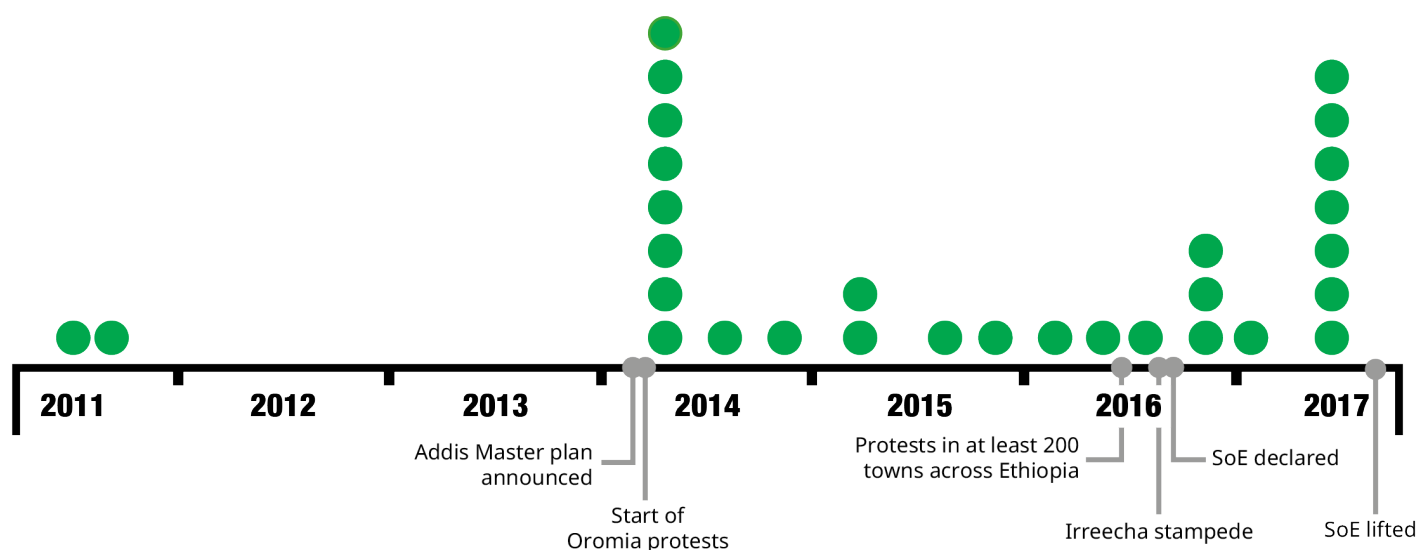 2011
2012
2013
2014
2015
2016
2017
Addis Master plan
announced
Start of
Oromia protests
Protests in at least 200
towns across Ethiopia
SoE declared
Irreecha stampede
SoE lifted